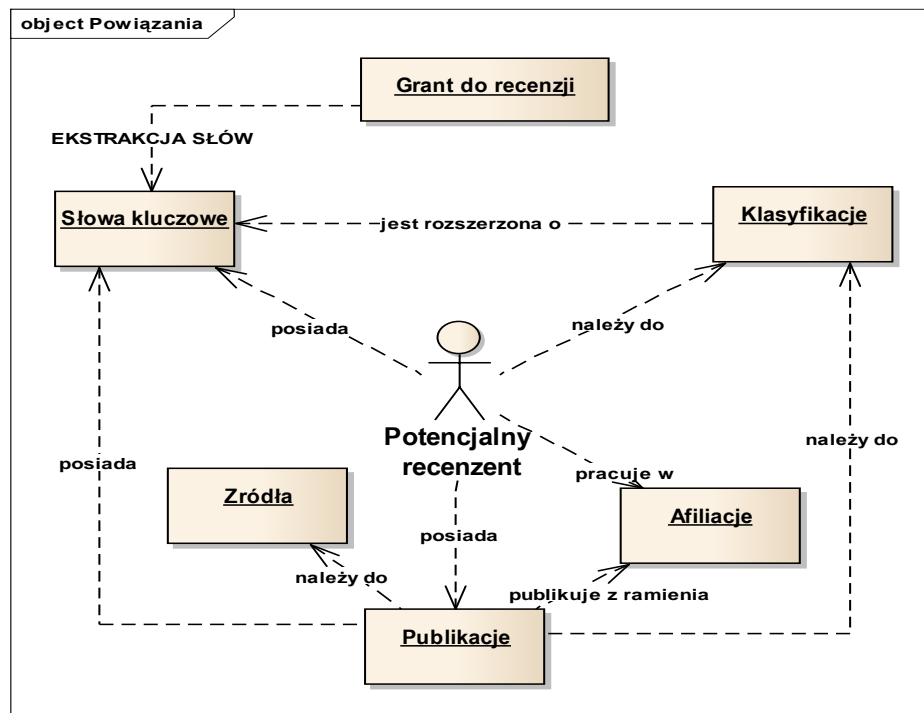 object Powiązania
Grant do recenzji
EKSTRAKCJA SŁÓW
Słowa kluczowe
Klasyfikacje
jest rozszerzona o
posiada
należy do
Potencjalny
recenzent
należy do
posiada
Zródła
pracuje w
Afiliacje
posiada
należy do
publikuje z ramienia
Publikacje